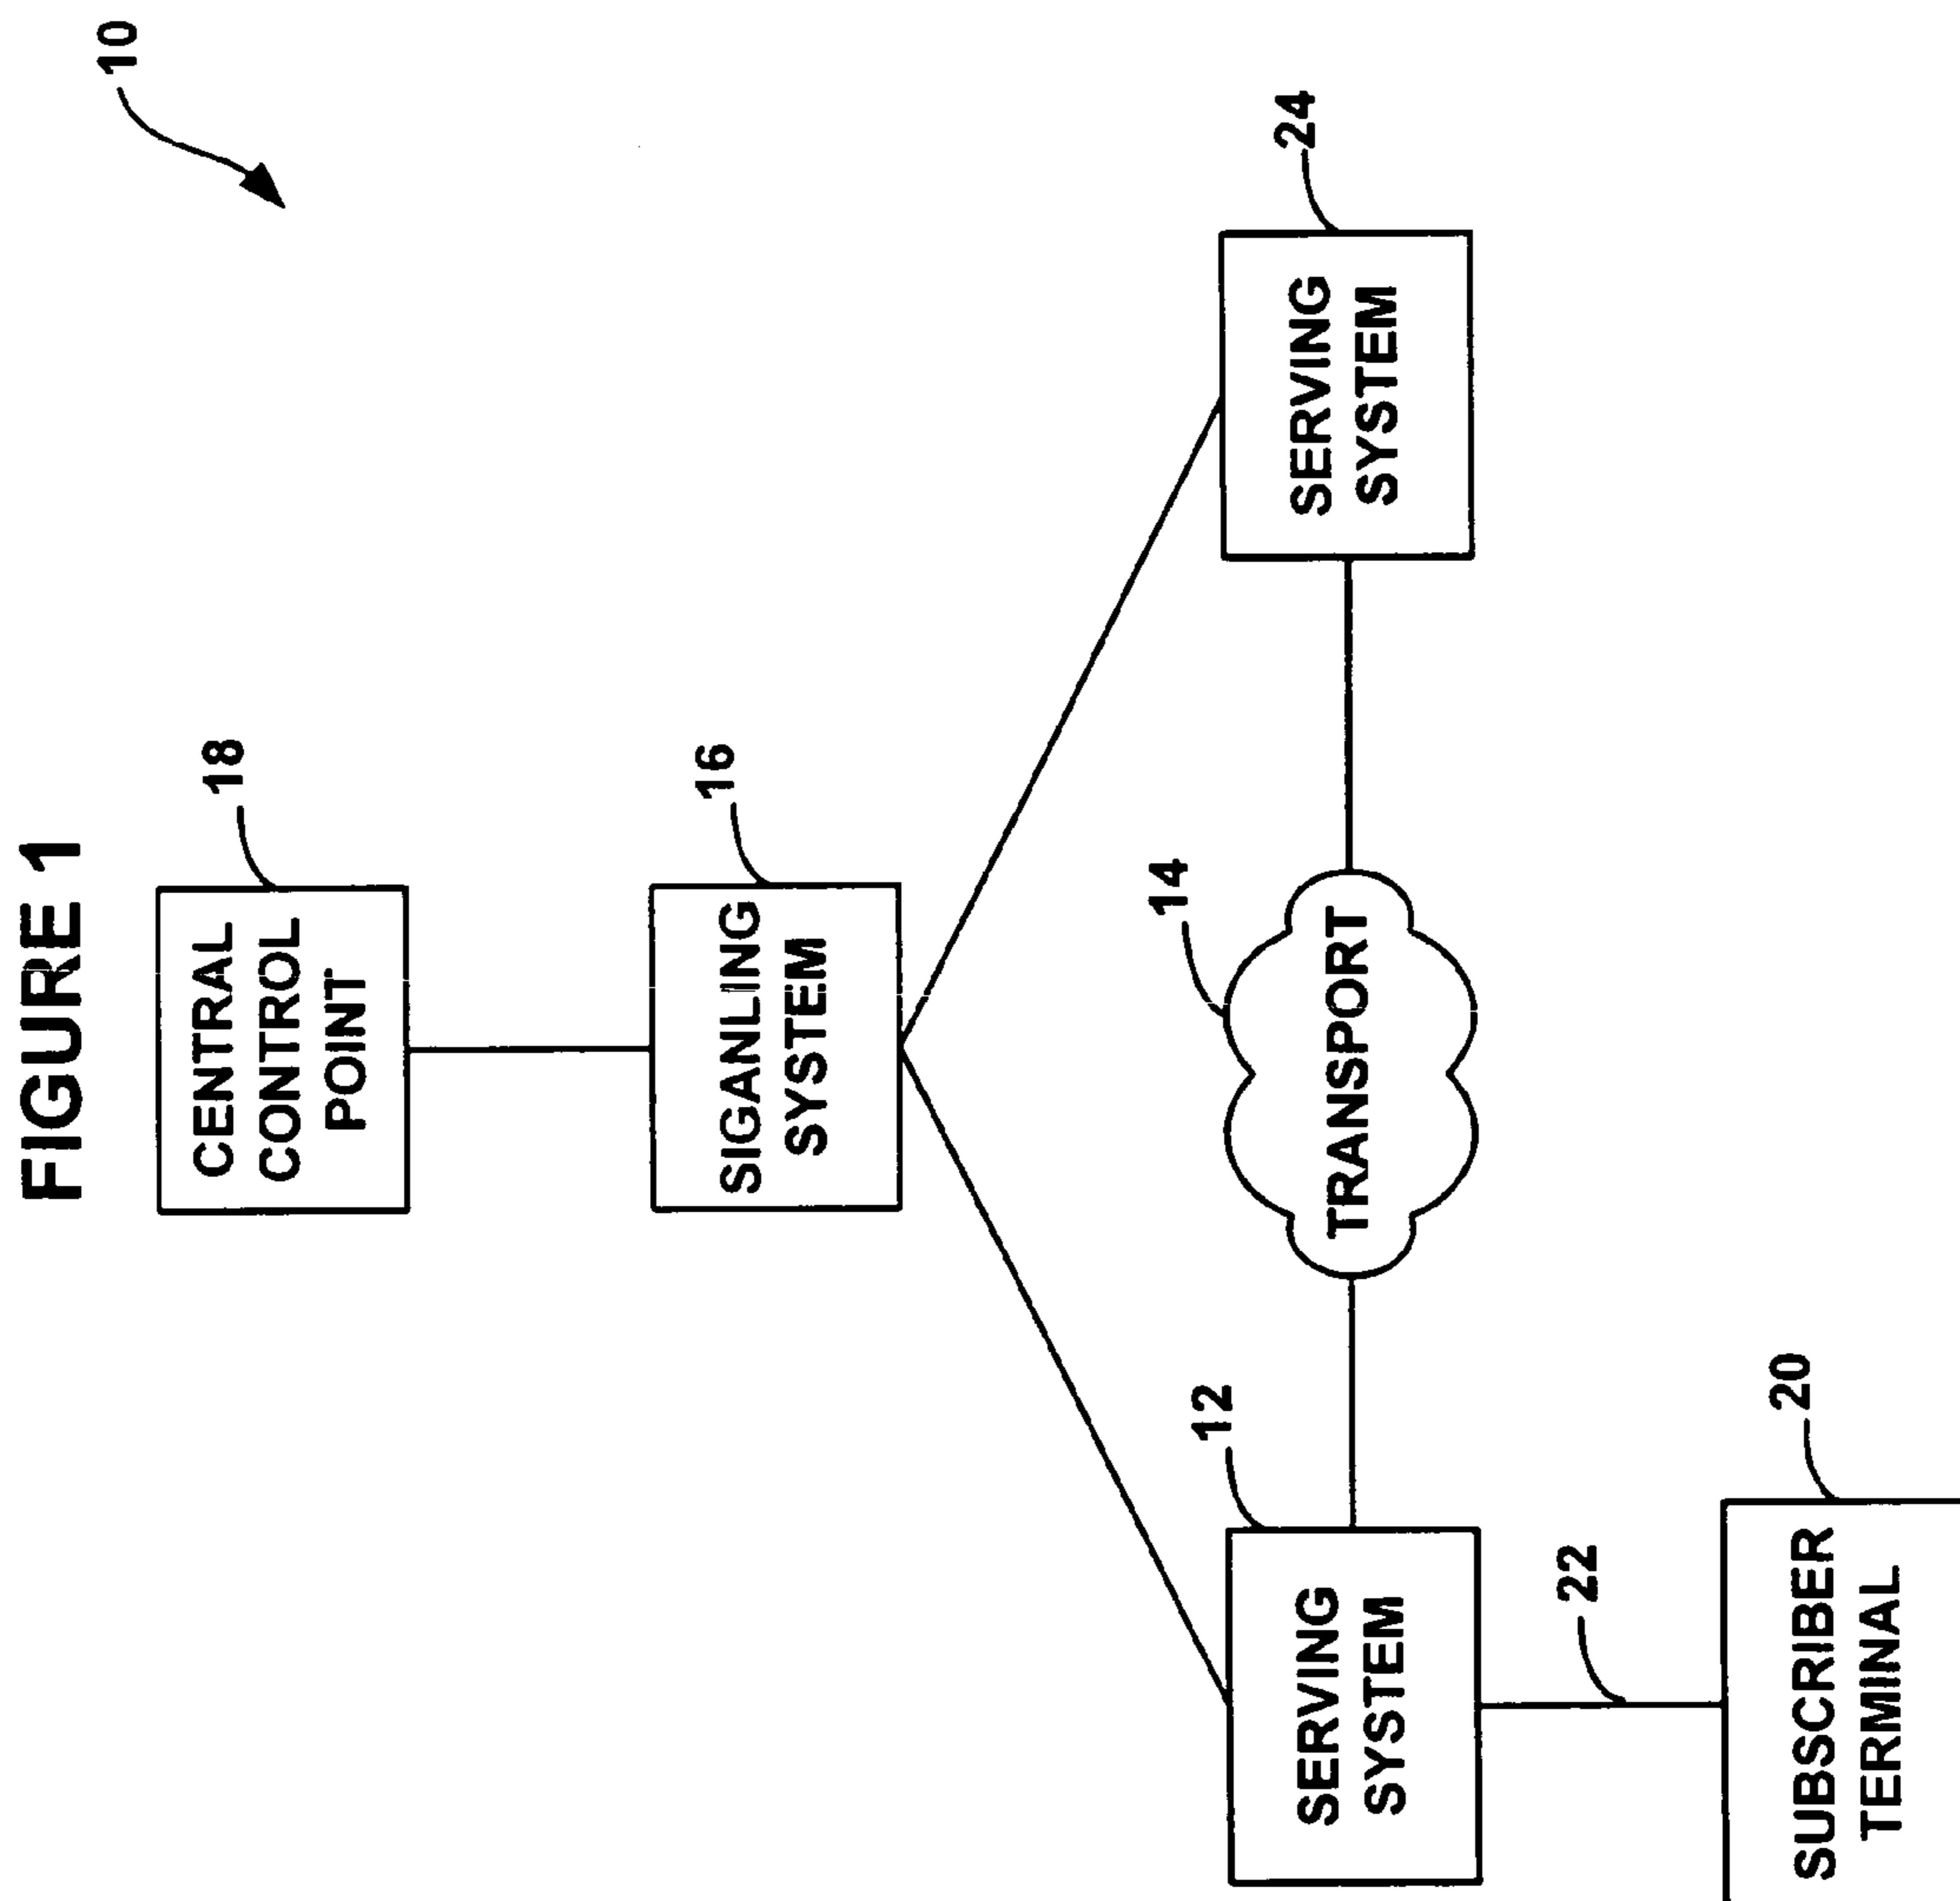 FIGURE 1
10
18
CENTRAL
CONTROL
POINT
16
SIGANLING
SYSTEM
12
SERVING
SYSTEM
14
TRANSPORT
24
SERVING
SYSTEM
22
20
SUBSCRIBER
TERMINAL